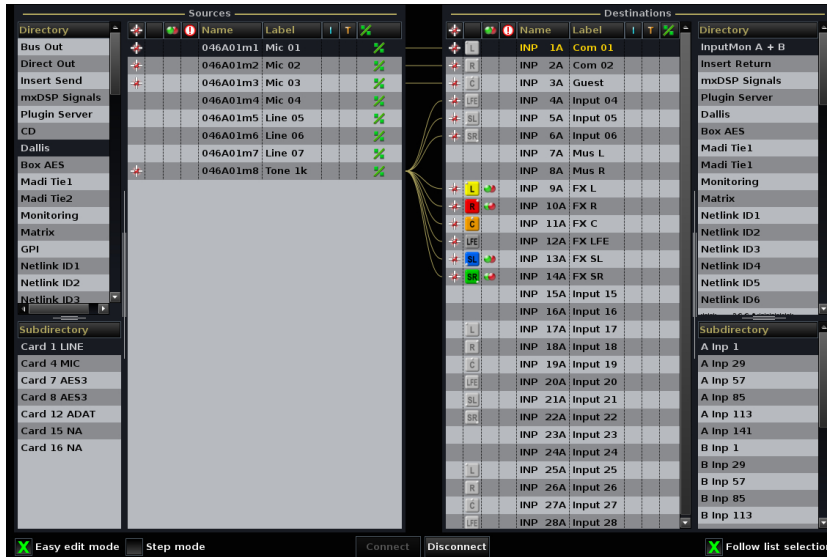 Sources
Destinations
Directory
Bus Out
Direct Out
Insert Send
mxDSP Signals
Plugin Server
CD
Dallis
Box AES
Madi Tie1
Madi Tie2
Monitoring
Matrix
GPI
Netlink ID1
Netlink ID2
Netlink ID3
Subdirectory
Card 1 LINE
Card 4 MIC
Card 7 AES3
Card 8 AES3
Card 12 ADAT
Card 15 NA
Card 16 NA
Name Label ! T
046A01m1 Mic 01
046A01m2 Mic 02
046A01m3 Mic 03
046A01m4 Mic 04
046A01m5 Line 05
046A01m6 Line 06
046A01m7 Line 07
046A01m8 Tone 1k
Name Label ! T
L INP 1A Com 01
R INP 2A Com 02
C INP 3A Guest
LFE INP 4A Input 04
SL INP 5A Input 05
SR INP 6A Input 06
INP 7A Mus L
INP 8A Mus R
L INP 9A FX L
R INP 10A FX R
C INP 11A FX C
LFE INP 12A FX LFE
SL INP 13A FX SL
SR INP 14A FX SR
INP 15A Input 15
INP 16A Input 16
L INP 17A Input 17
R INP 18A Input 18
C INP 19A Input 19
LFE INP 20A Input 20
SL INP 21A Input 21
SR INP 22A Input 22
INP 23A Input 23
INP 24A Input 24
L INP 25A Input 25
R INP 26A Input 26
C INP 27A Input 27
LFE INP 28A Input 28
Directory
InputMon A + B
Insert Return
mxDSP Signals
Plugin Server
Dallis
Box AES
Madi Tie1
Madi Tie1
Monitoring
Matrix
Netlink ID1
Netlink ID2
Netlink ID3
Netlink ID4
Netlink ID5
Netlink ID6
Subdirectory
A Inp 1
A Inp 29
A Inp 57
A Inp 85
A Inp 113
A Inp 141
B Inp 1
B Inp 29
B Inp 57
B Inp 85
B Inp 113
X Easy edit mode Step mode Connect Disconnect X Follow list selectio